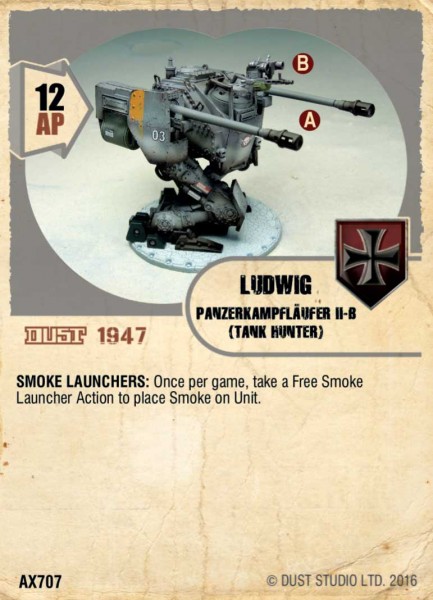 12
AP
B
A
03
LUDWIG
PANZERKAMPFLÄUFER II-B
(TANK HUNTER)
DUST 1947
SMOKE LAUNCHERS: Once per game, take a Free Smoke
Launcher Action to place Smoke on Unit.
AX707
© DUST STUDIO LTD. 2016